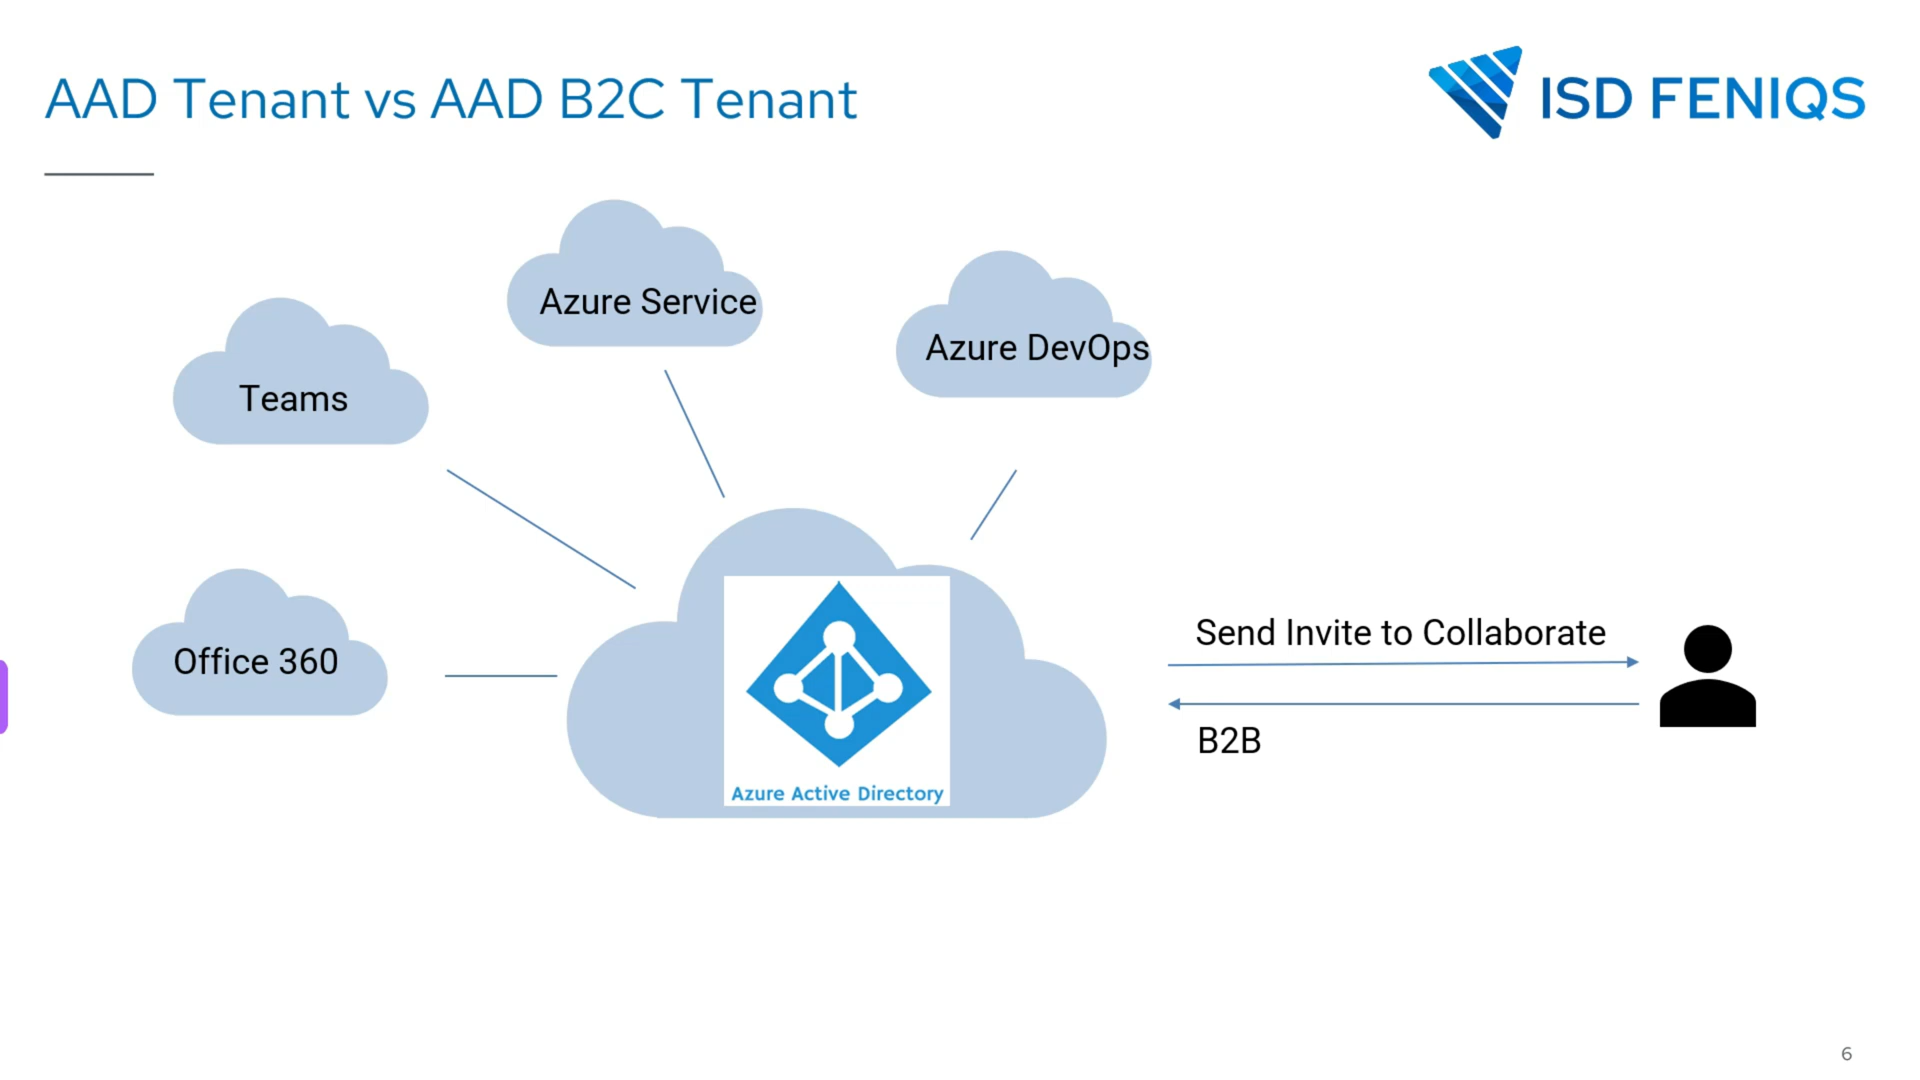 AAD Tenant vs AAD B2C Tenant
ISD FENIQS
Azure Service
Azure DevOps
Teams
Office 360
Azure Active Directory
Send Invite to Collaborate
B2B
6